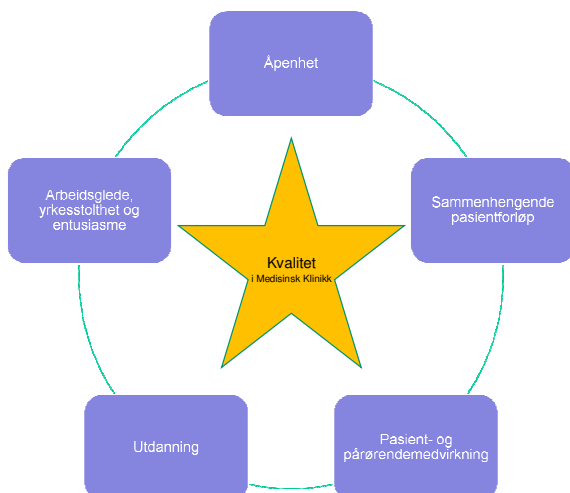 Åpenhet
Arbeidsglede,
yrkesstolthet og
entusiasme
Sammenhengende
pasientforløp
Kvalitet
i Medisinsk Klinikk
Utdanning
Pasient- og
pårørendemedvirkning